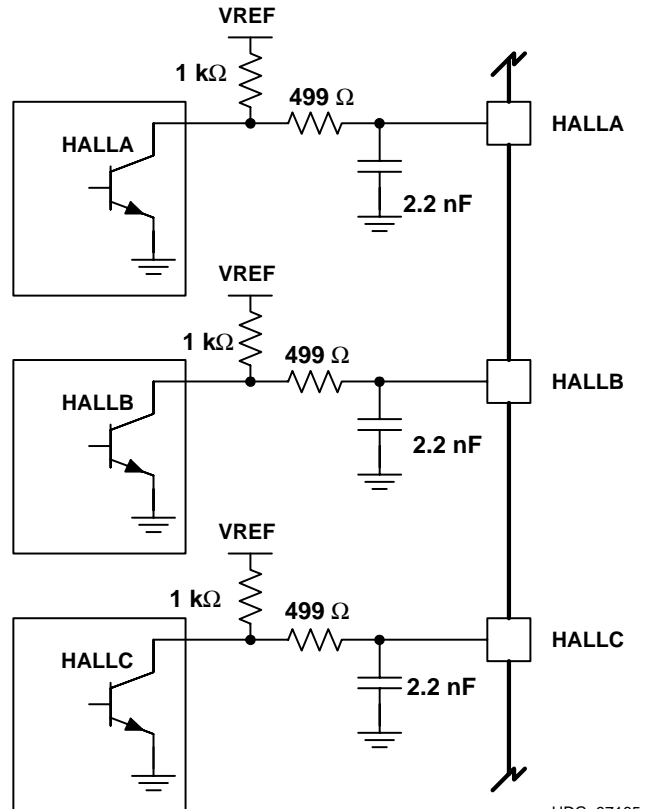 VREF
1 kΩ
499 Ω
HALLA
HALLA
2.2 nF
VREF
1 kΩ
499 Ω
HALLB
HALLB
2.2 nF
VREF
1 kΩ
499 Ω
HALLC
HALLC
2.2 nF